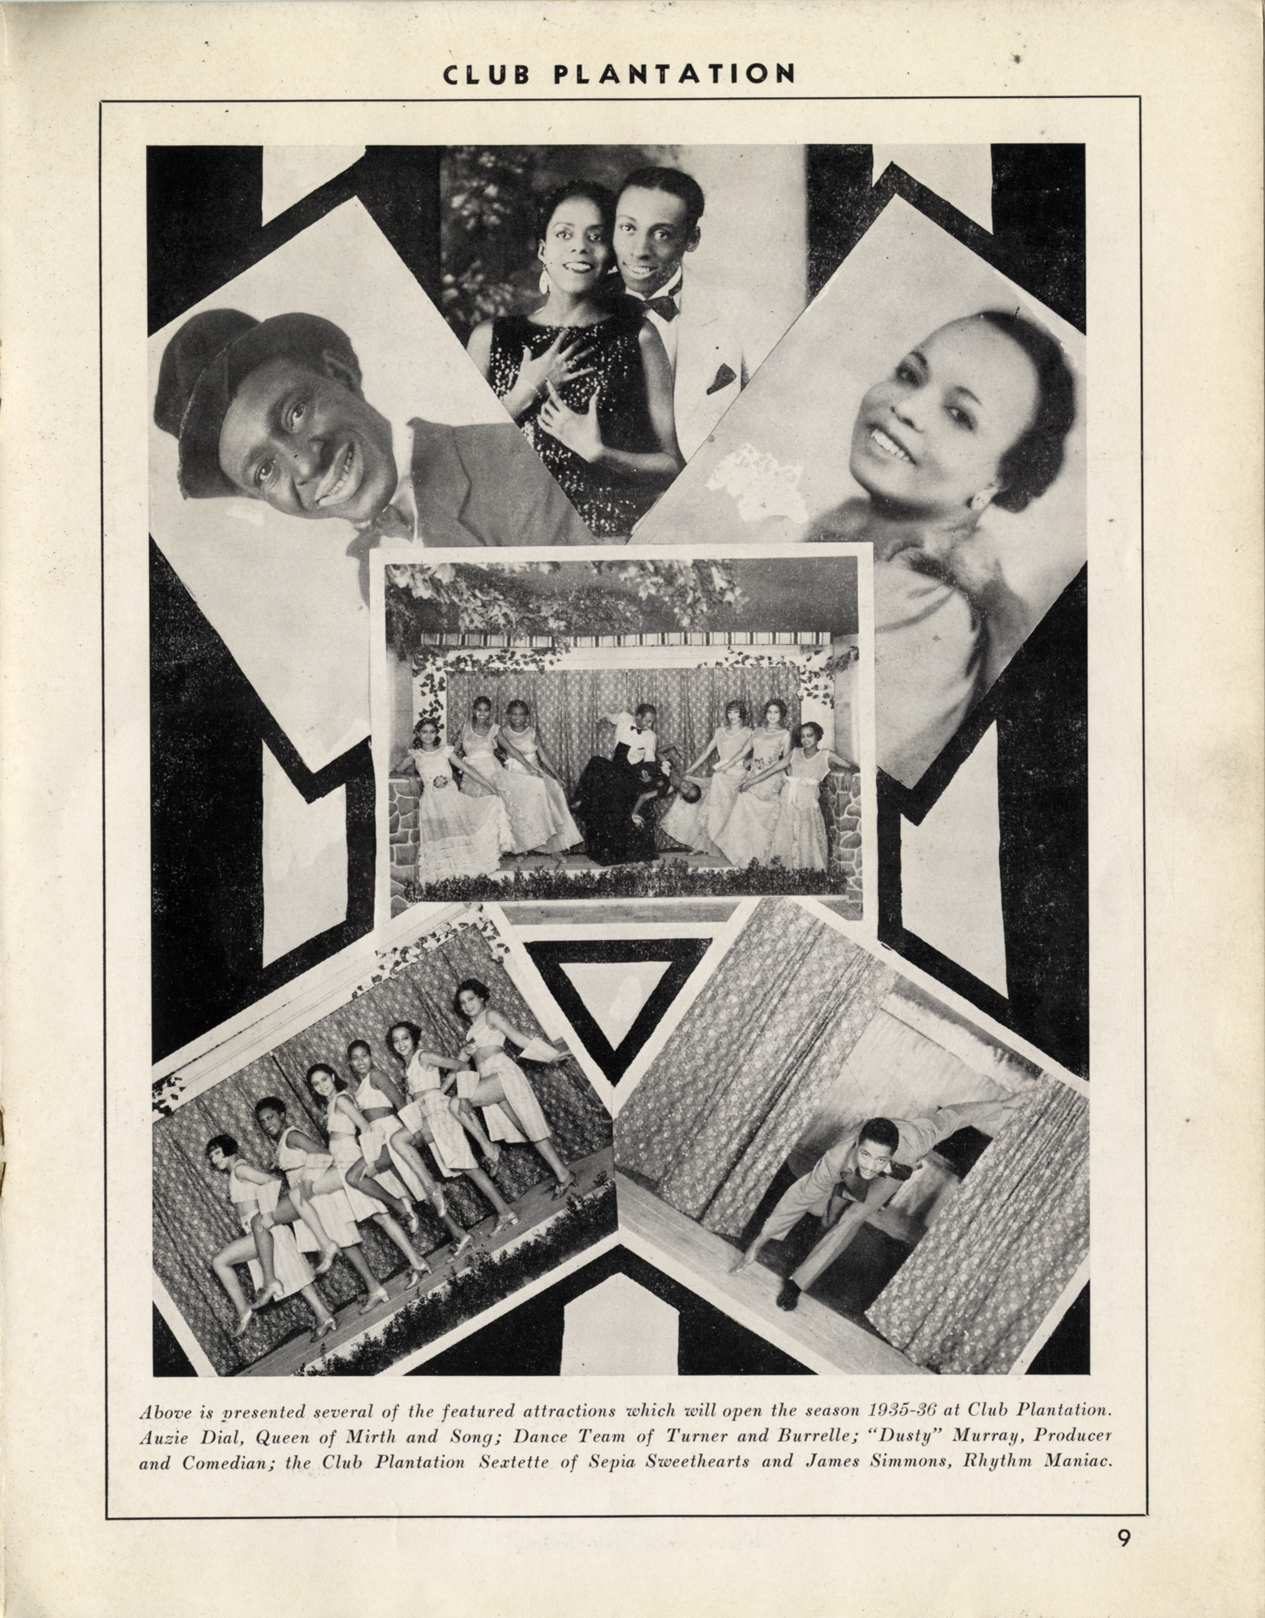 CLUB PLANTATION
Above is presented several of the featured attractions which will open the season 1935-36 at Club Plantation.
Auzie Dial, Queen of Mirth and Song; Dance Team of Turner and Burrelle; "Dusty" Murray, Producer
and Comedian; the Club Plantation Sextette of Sepia Sweethearts and James Simmons, Rhythm Maniac.
9